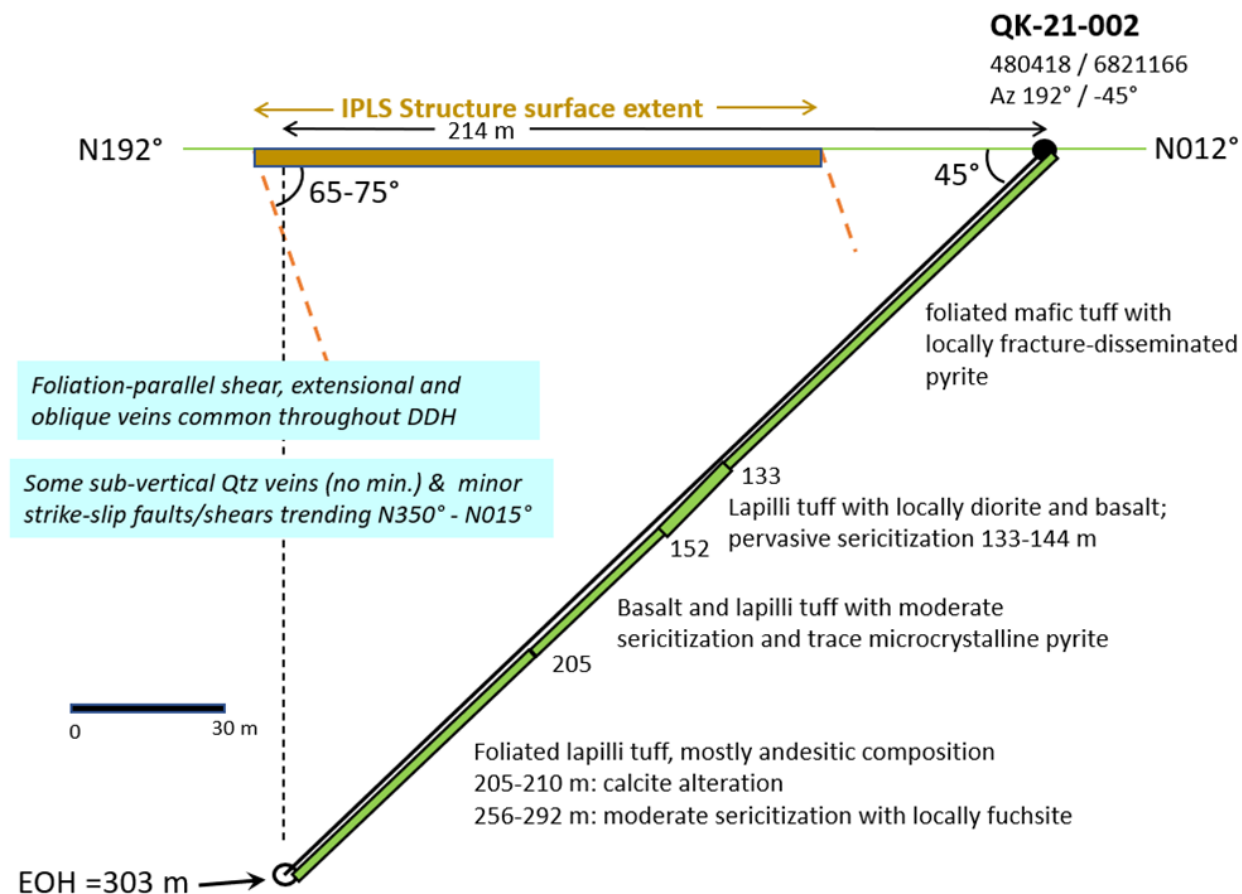 QK-21-002
480418 / 6821166
Az 192° / -45°
IPLS Structure surface extent
214 m
N192°
N012°
65-75°
45°
foliated mafic tuff with
locally fracture-disseminated
pyrite
Foliation-parallel shear, extensional and
oblique veins common throughout DDH
Some sub-vertical Qtz veins (no min.) & minor
strike-slip faults/shears trending N350° - N015°
133
Lapilli tuff with locally diorite and basalt;
pervasive sericitization 133-144 m
152
Basalt and lapilli tuff with moderate
sericitization and trace microcrystalline pyrite
205
0
30 m
Foliated lapilli tuff, mostly andesitic composition
205-210 m: calcite alteration
256-292 m: moderate sericitization with locally fuchsite
EOH =303 m